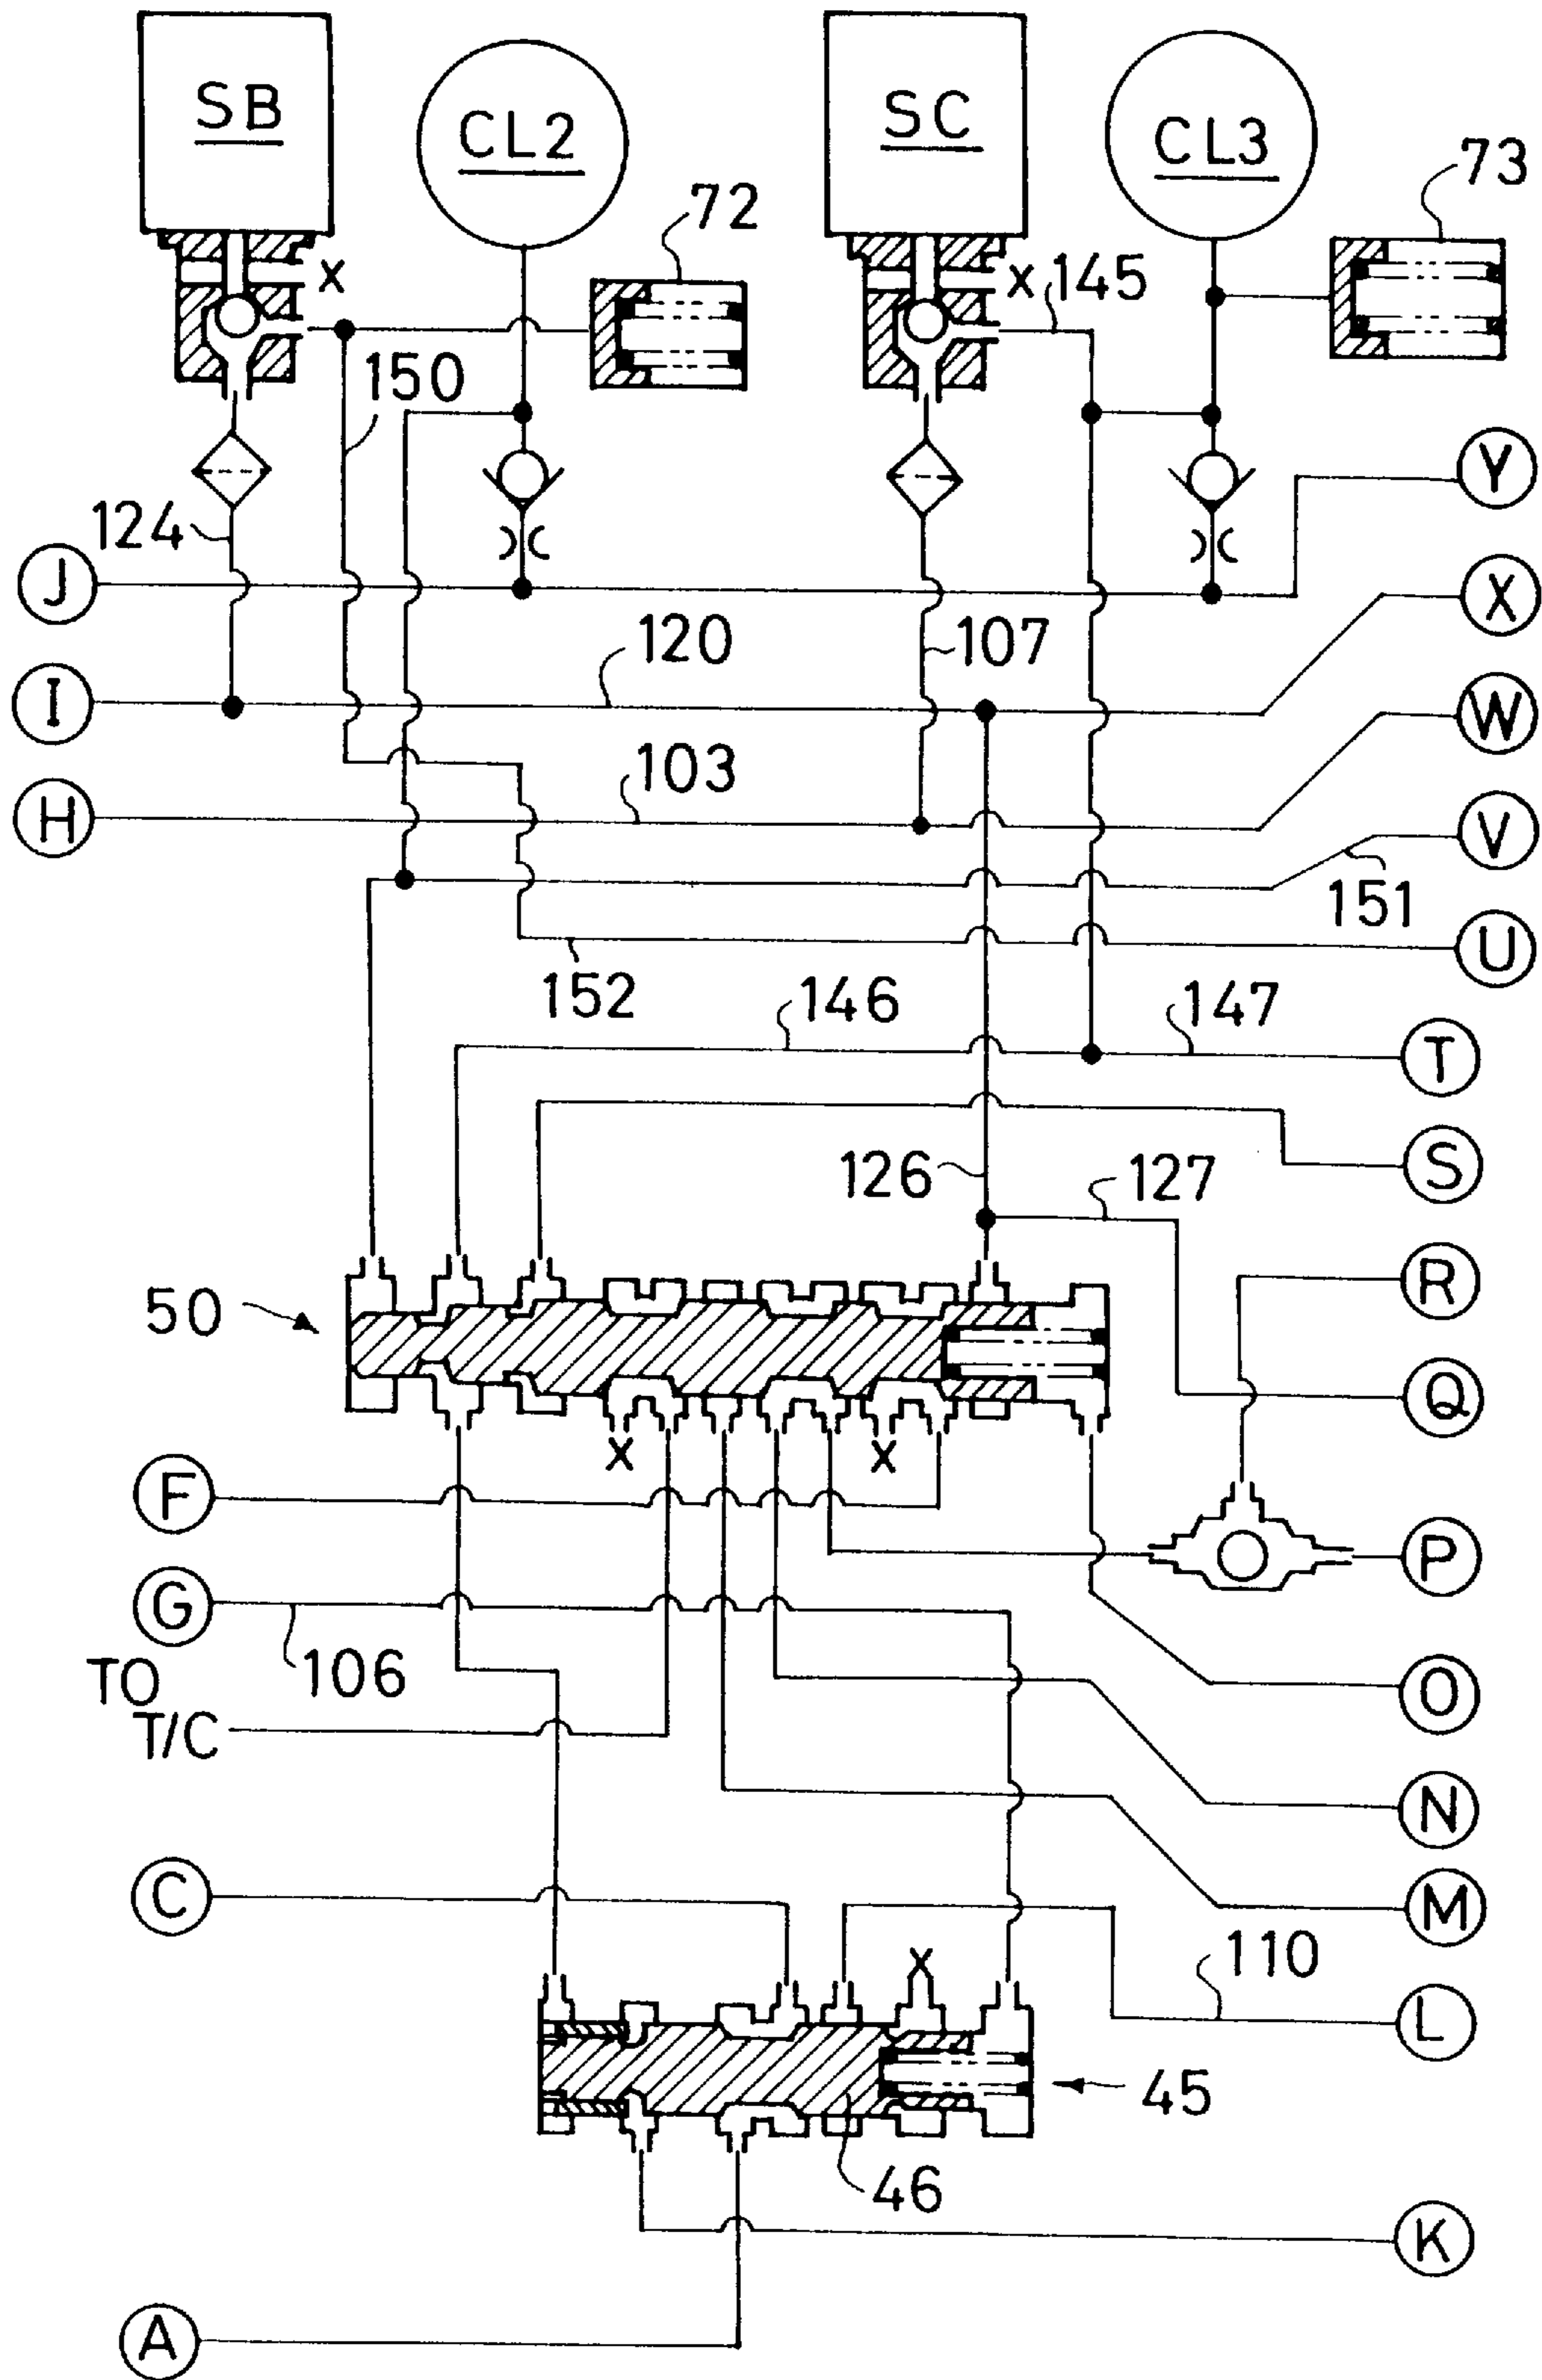 SB
CL2
SC
CL3
73
72
X
X
145
150
Y
124
J
X
120
107
I
W
103
H
V
151
U
152
146
147
T
S
126
127
R
50
Q
X
X
F
P
G
106
TO
T/C
O
N
C
M
X
110
L
45
46
K
A